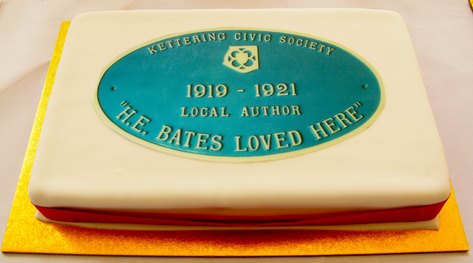 KETTERING CIVIC SOCIETY
1919 - 1921
LOCAL AUTHOR
"H.E. BATES LOVED HERE"